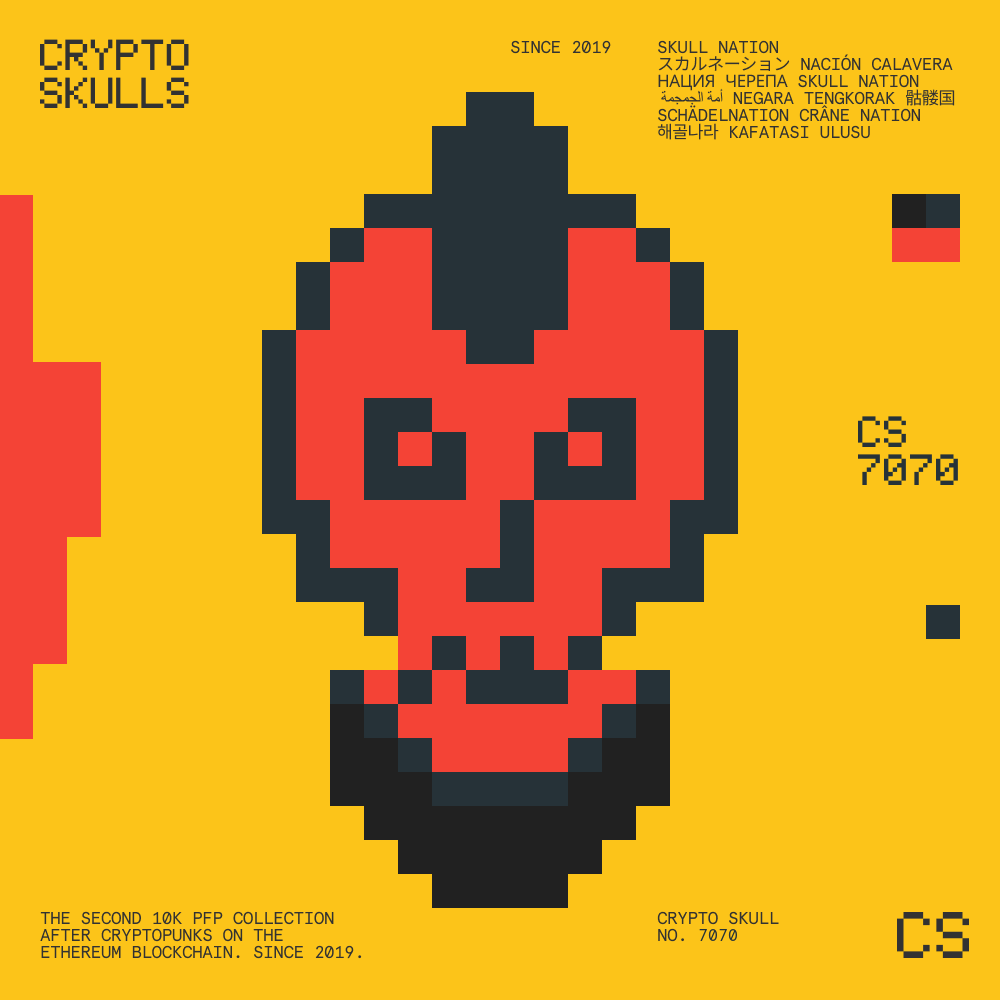 CRYPTO
SKULLS
SINCE 2019
SKULL NATION
スカルネーション NACIÓN CALAVERA
НАЦИЯ ЧЕРЕПА SKULL NATION
أمة الجمجمة NEGARA TENGKORAK 骷髅国
SCHÄDELNATION CRÂNE NATION
해골나라 KAFATASI ULUSU
CS
7070
THE SECOND 10K PFP COLLECTION
AFTER CRYPTOPUNKS ON THE
ETHEREUM BLOCKCHAIN. SINCE 2019.
CRYPTO SKULL
NO. 7070
CS